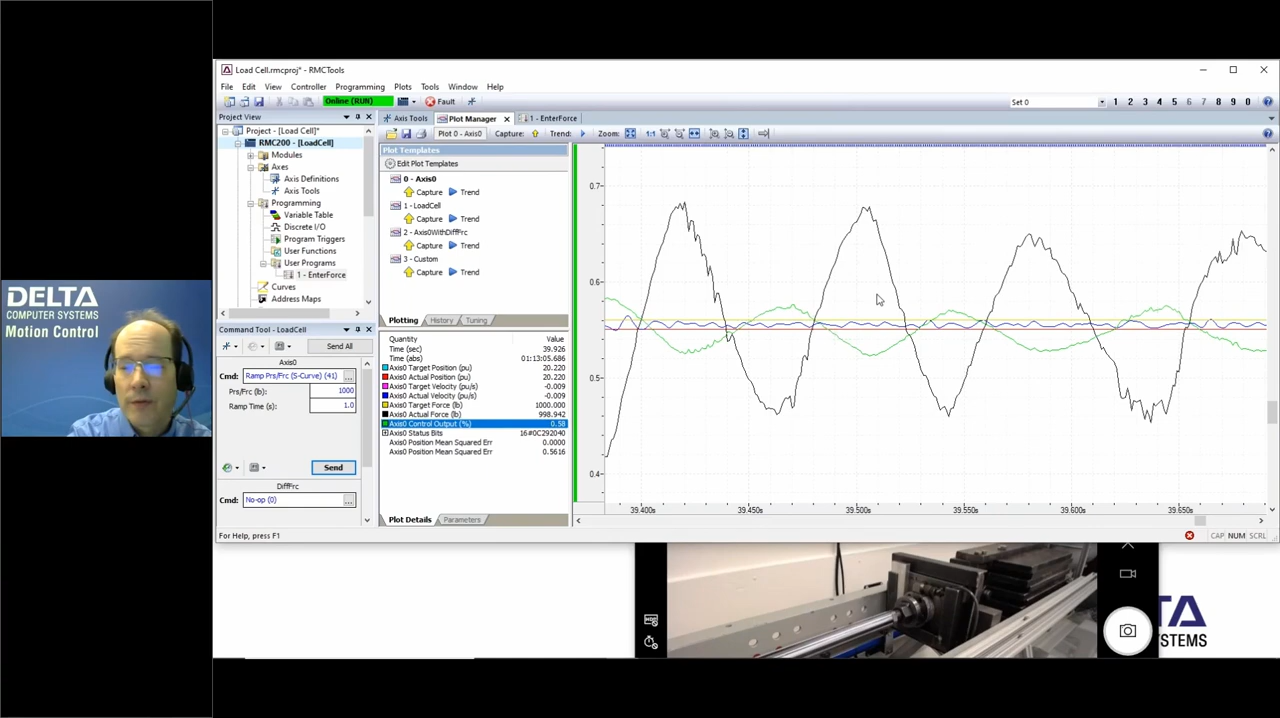 Load Cell.rmcproj* - RMCTools
File Edit View Controller Programming Plots Tools Window Help
Online (RUN) Fault Set 0 1 2 3 4 5 6 7 8 9 0
Project View
Project - [Load Cell]*
RMC200 - [LoadCell]
Modules
Axes
Axis Definitions
Axis Tools
Programming
Variable Table
Discrete I/O
Program Triggers
User Functions
User Programs
1 - EnterForce
Curves
Address Maps
Command Tool - LoadCell
Send All
Axis0
Cmd: Ramp Prs/Frc (S-Curve) (41) ...
Prs/Frc (lb): 1000
Ramp Time (s): 1.0
Send
DiffFrc
Cmd: No-op (0) ...
Axis Tools Plot Manager 1 - EnterForce
Plot 0 - Axis0 Capture: Trend: Zoom: 1:1
Plot Templates
Edit Plot Templates
0 - Axis0
Capture Trend
1 - LoadCell
Capture Trend
2 - Axis0WithDiffFrc
Capture Trend
3 - Custom
Capture Trend
Plotting History Tuning
Quantity Value
Time (sec) 39.926
Time (abs) 01:13:05.686
Axis0 Target Position (pu) 20.220
Axis0 Actual Position (pu) 20.220
Axis0 Target Velocity (pu/s) -0.009
Axis0 Actual Velocity (pu/s) -0.009
Axis0 Target Force (lb) 1000.000
Axis0 Actual Force (lb) 998.942
Axis0 Control Output (%) 0.58
Axis0 Status Bits 16#0C292040
Axis0 Position Mean Squared Err 0.0000
Axis0 Position Mean Squared Err 0.5616
Plot Details Parameters
0.7
0.6
0.5
0.4
39.400s 39.450s 39.500s 39.550s 39.600s 39.650s
For Help, press F1
CAP NUM SCRL
DELTA
COMPUTER SYSTEMS
Motion Control
TA
SYSTEMS